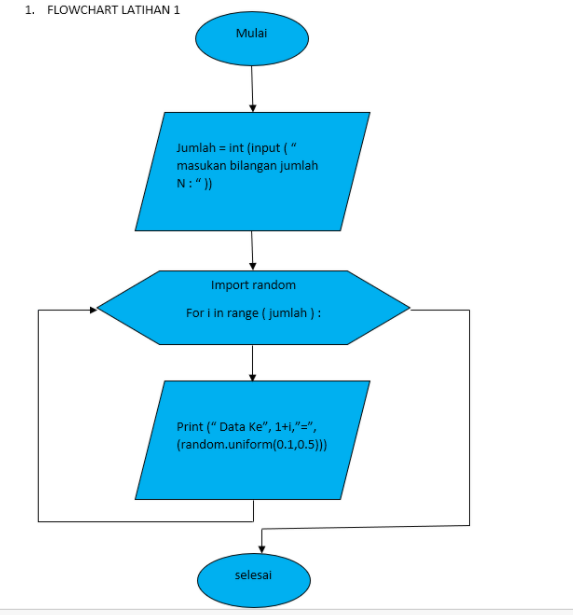 1. FLOWCHART LATIHAN 1
Mulai
Jumlah = int (input ( “
masukan bilangan jumlah
N : “ ))
Import random
For i in range ( jumlah ) :
Print (“ Data Ke”, 1+i,”=”,
(random.uniform(0.1,0.5)))
selesai